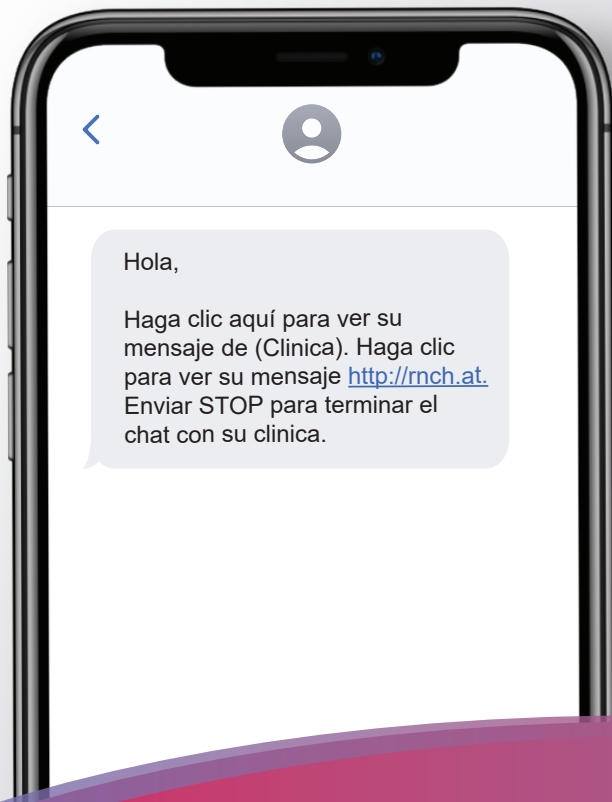 Hola,
Haga clic aquí para ver su
mensaje de (Clinica). Haga clic
para ver su mensaje http://rnch.at.
Enviar STOP para terminar el
chat con su clinica.